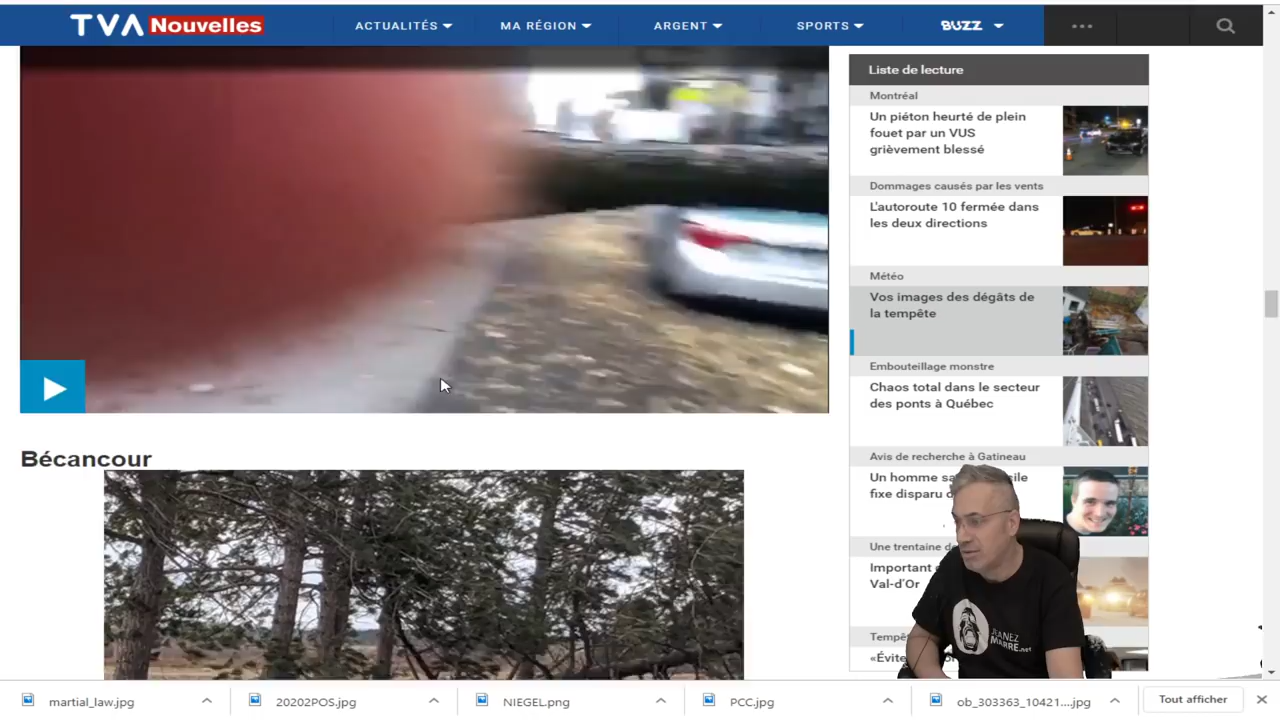 TVA Nouvelles
ACTUALITÉS
MA RÉGION
ARGENT
SPORTS
BUZZ
Liste de lecture
Montréal
Un piéton heurté de plein
fouet par un VUS
grièvement blessé
Dommages causés par les vents
L'autoroute 10 fermée dans
les deux directions
Météo
Vos images des dégâts de
la tempête
Embouteillage monstre
Chaos total dans le secteur
des ponts à Québec
Avis de recherche à Gatineau
Un homme
fixe disparu
Une trentaine
Important
Val-d'Or
Bécancour
JEANEZ
MARRE.net
martial_law.jpg
20202POS.jpg
NIEGEL.png
PCC.jpg
ob_303363_10421....jpg
Tout afficher